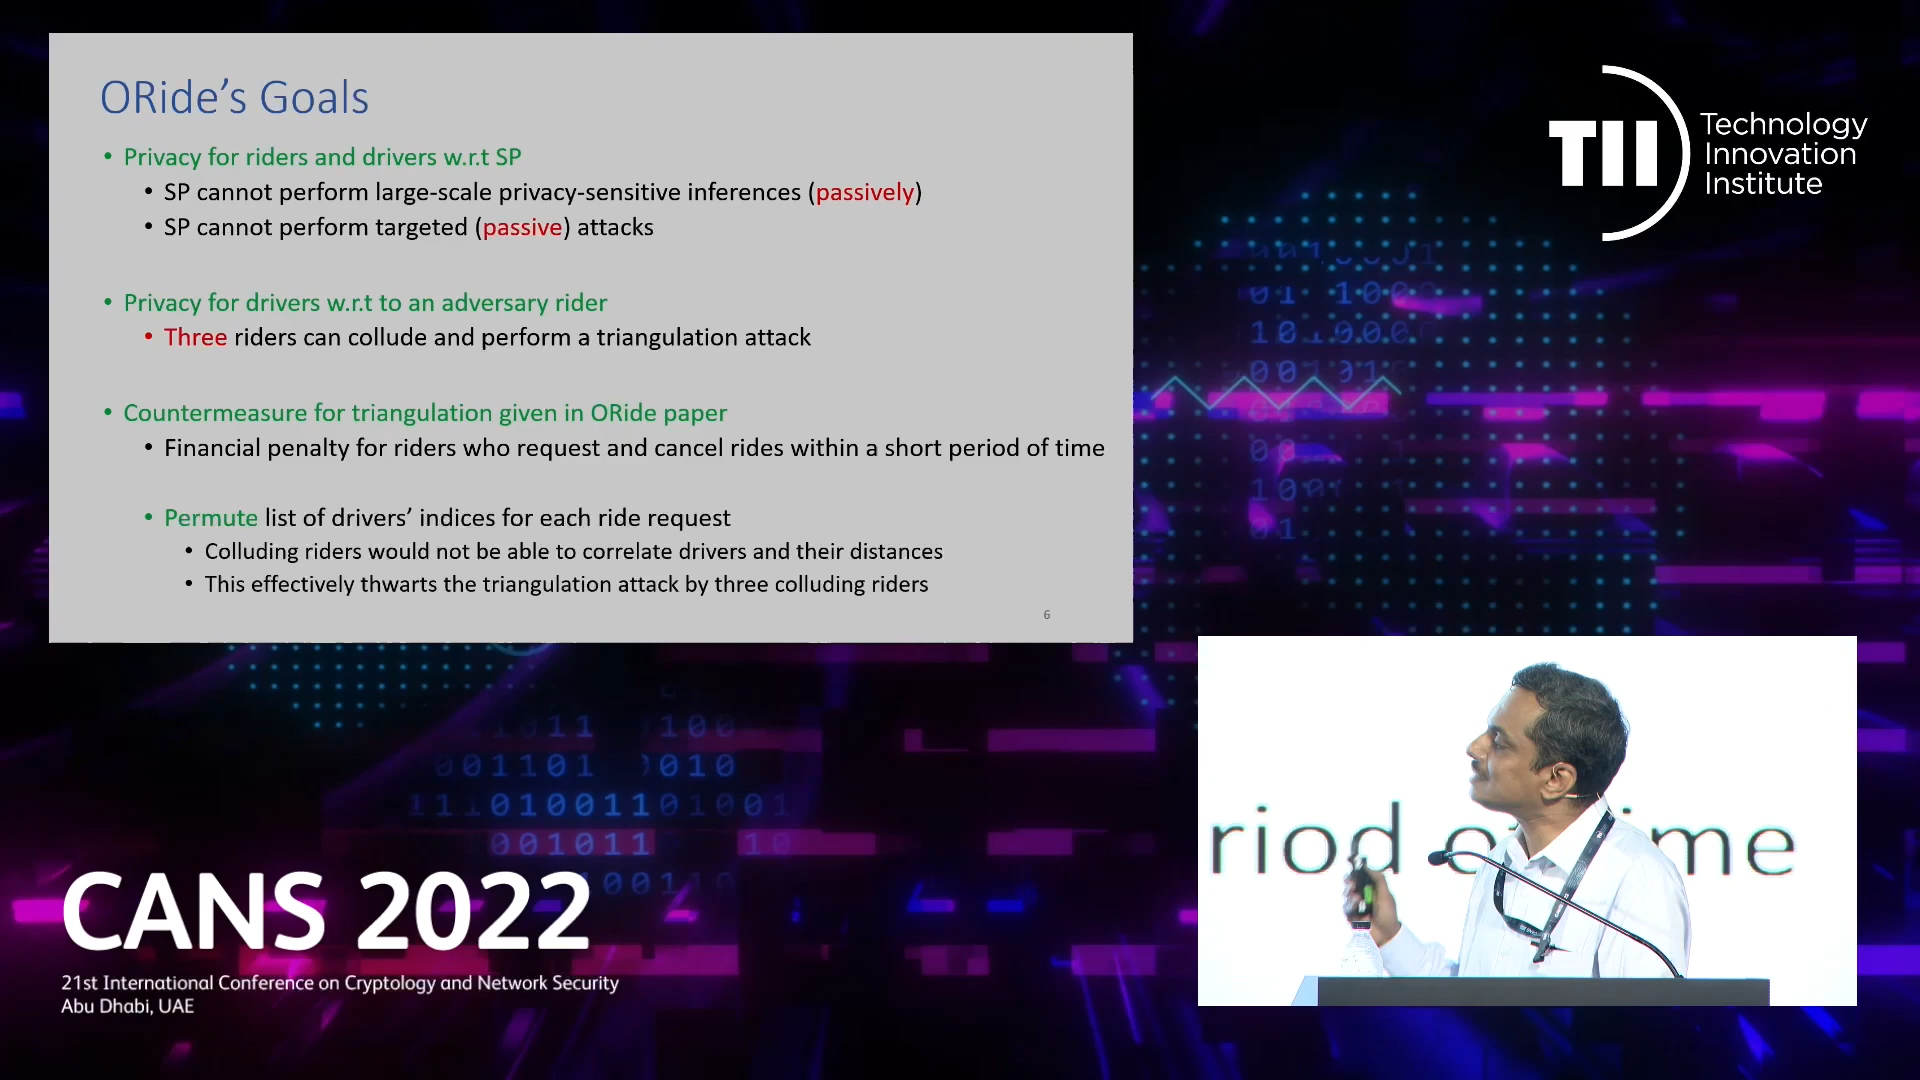 ORide's Goals
• Privacy for riders and drivers w.r.t SP
• SP cannot perform large-scale privacy-sensitive inferences (passively)
• SP cannot perform targeted (passive) attacks
• Privacy for drivers w.r.t to an adversary rider
• Three riders can collude and perform a triangulation attack
• Countermeasure for triangulation given in ORide paper
• Financial penalty for riders who request and cancel rides within a short period of time
• Permute list of drivers' indices for each ride request
• Colluding riders would not be able to correlate drivers and their distances
• This effectively thwarts the triangulation attack by three colluding riders
6
TII
Technology
Innovation
Institute
001101 0010
001011 10
CANS 2022
21st International Conference on Cryptology and Network Security
Abu Dhabi, UAE